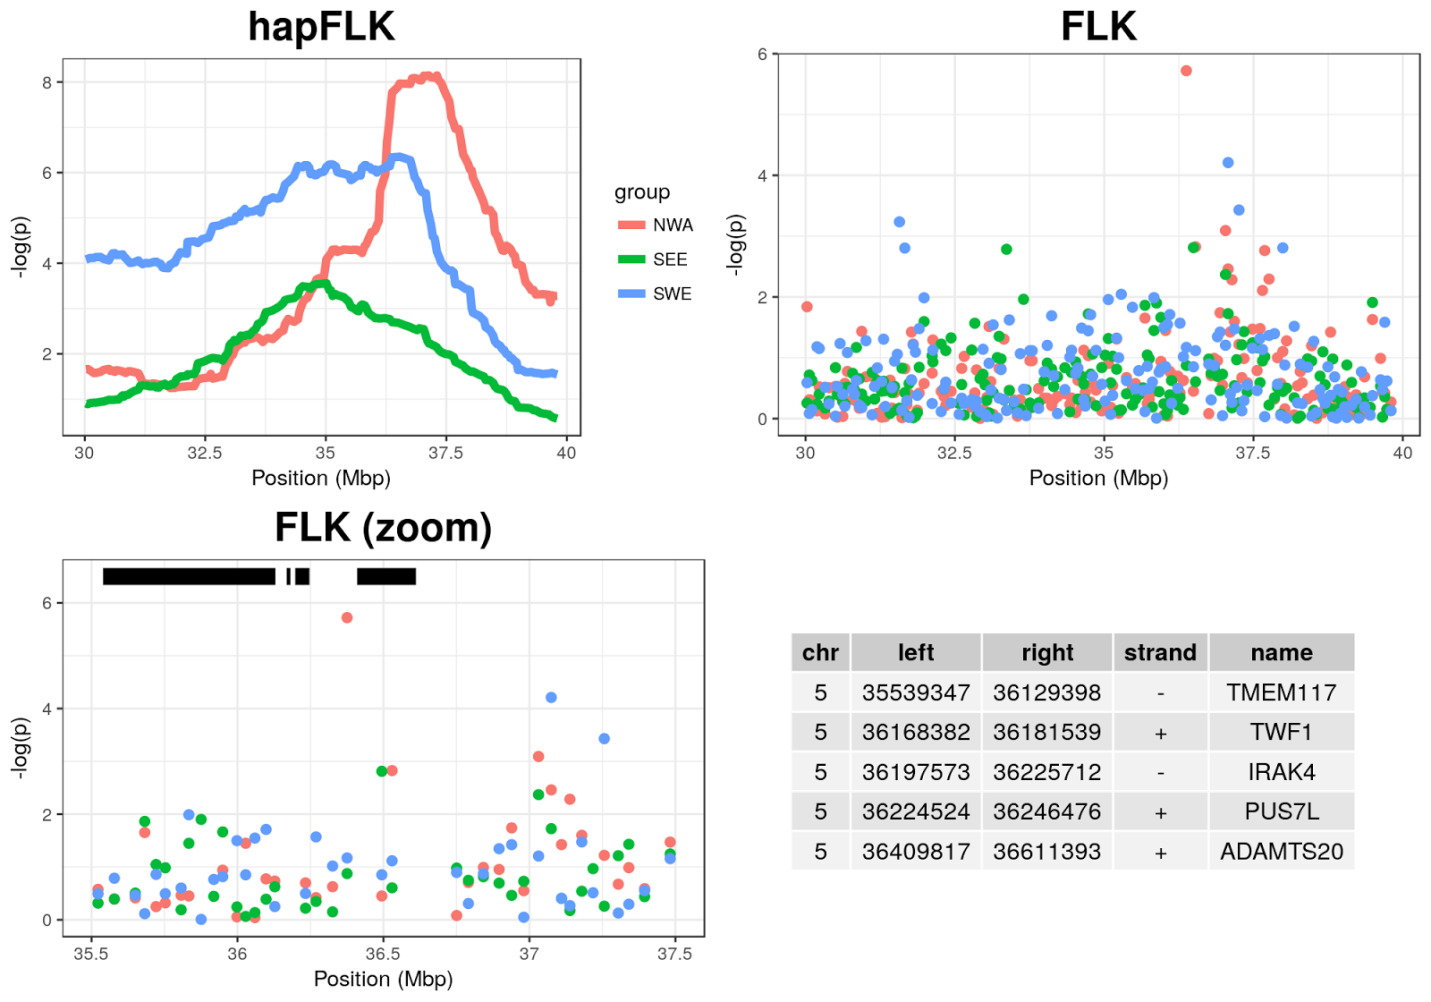 hapFLK
8
6
4
2
-log(p)
30
32.5
35
37.5
40
Position (Mbp)
group
NWA
SEE
SWE
FLK
6
4
2
0
-log(p)
30
32.5
35
37.5
40
Position (Mbp)
FLK (zoom)
6
4
2
0
-log(p)
35.5
36
36.5
37
37.5
Position (Mbp)
chr left right strand name
5 35539347 36129398 - TMEM117
5 36168382 36181539 + TWF1
5 36197573 36225712 - IRAK4
5 36224524 36246476 + PUS7L
5 36409817 36611393 + ADAMTS20